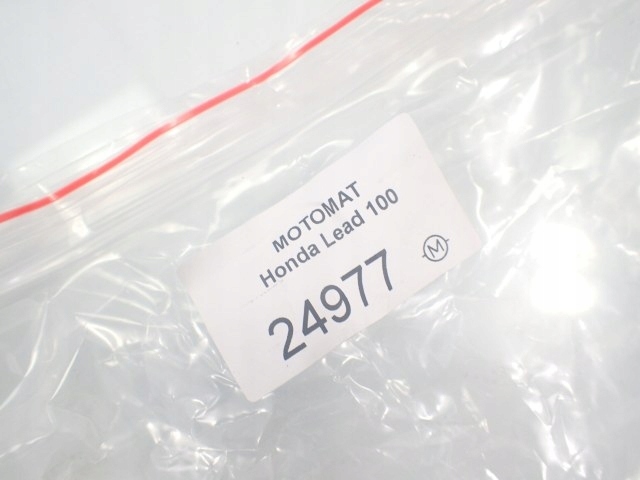 MOTOMAT
Honda Lead 100
24977
M